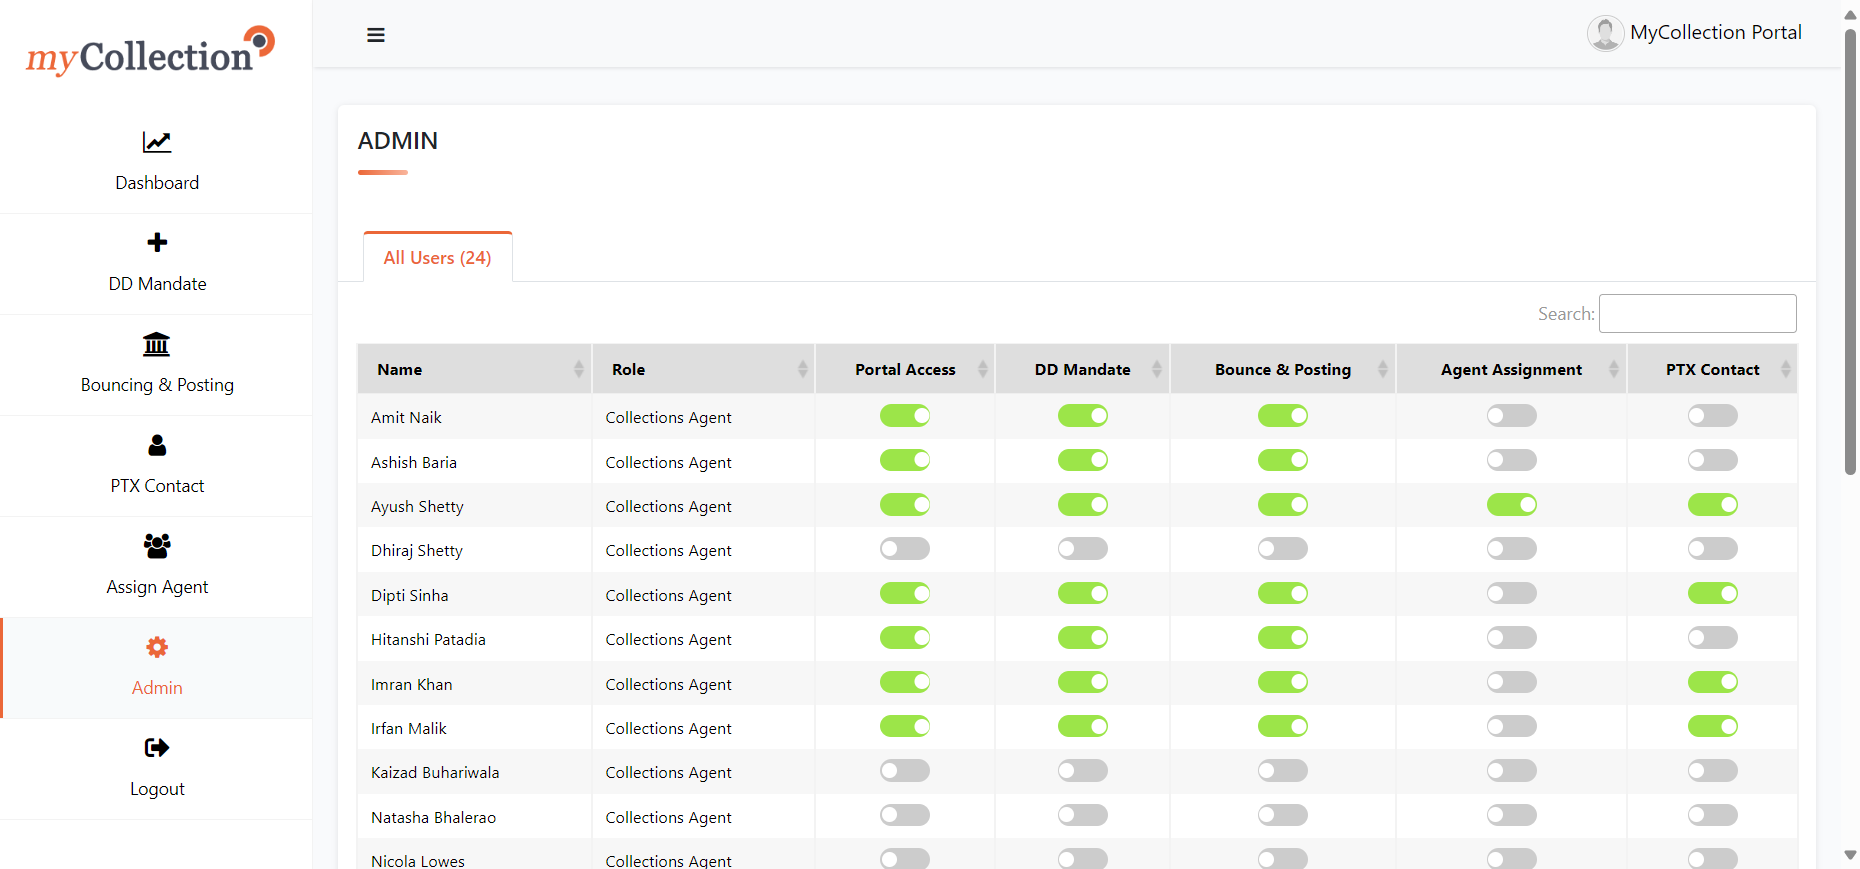 myCollection
MyCollection Portal
Dashboard
DD Mandate
Bouncing & Posting
PTX Contact
Assign Agent
Admin
Logout
ADMIN
All Users (24)
Search:
Name Role Portal Access DD Mandate Bounce & Posting Agent Assignment PTX Contact
Amit Naik Collections Agent
Ashish Baria Collections Agent
Ayush Shetty Collections Agent
Dhiraj Shetty Collections Agent
Dipti Sinha Collections Agent
Hitanshi Patadia Collections Agent
Imran Khan Collections Agent
Irfan Malik Collections Agent
Kaizad Buhariwala Collections Agent
Natasha Bhalerao Collections Agent
Nicola Lowes Collections Agent